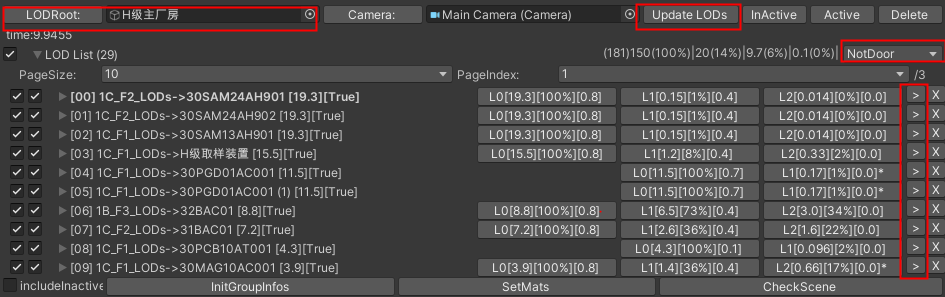 LODRoot: H级主厂房 Camera: Main Camera (Camera) Update LODs InActive Active Delete
time:9.9455
LOD List (29) (181)150(100%)|20(14%)|9.7(6%)|0.1(0%)| NotDoor
PageSize: 10 PageIndex: 1 /3
[00] 1C_F2_LODs->30SAM24AH901 [19.3][True] L0[19.3][100%][0.8] L1[0.15][1%][0.4] L2[0.014][0%][0.0] > X
[01] 1C_F2_LODs->30SAM24AH902 [19.3][True] L0[19.3][100%][0.8] L1[0.15][1%][0.4] L2[0.014][0%][0.0] > X
[02] 1C_F2_LODs->30SAM13AH901 [19.3][True] L0[19.3][100%][0.8] L1[0.15][1%][0.4] L2[0.014][0%][0.0] > X
[03] 1C_F1_LODs->H级取样装置 [15.5][True] L0[15.5][100%][0.8] L1[1.2][8%][0.4] L2[0.33][2%][0.0] > X
[04] 1C_F1_LODs->30PGD01AC001 [11.5][True] L0[11.5][100%][0.7] L1[0.17][1%][0.0]* > X
[05] 1C_F1_LODs->30PGD01AC001 (1) [11.5][True] L0[11.5][100%][0.7] L1[0.17][1%][0.0]* > X
[06] 1B_F3_LODs->32BAC01 [8.8][True] L0[8.8][100%][0.8] L1[6.5][73%][0.4] L2[3.0][34%][0.0] > X
[07] 1C_F2_LODs->31BAC01 [7.2][True] L0[7.2][100%][0.8] L1[2.6][36%][0.4] L2[1.6][22%][0.0] > X
[08] 1C_F1_LODs->30PCB10AT001 [4.3][True] L0[4.3][100%][0.1] L1[0.096][2%][0.0] > X
[09] 1C_F1_LODs->30MAG10AC001 [3.9][True] L0[3.9][100%][0.8] L1[1.4][36%][0.4] L2[0.66][17%][0.0]* > X
includeInactive InitGroupInfos SetMats CheckScene